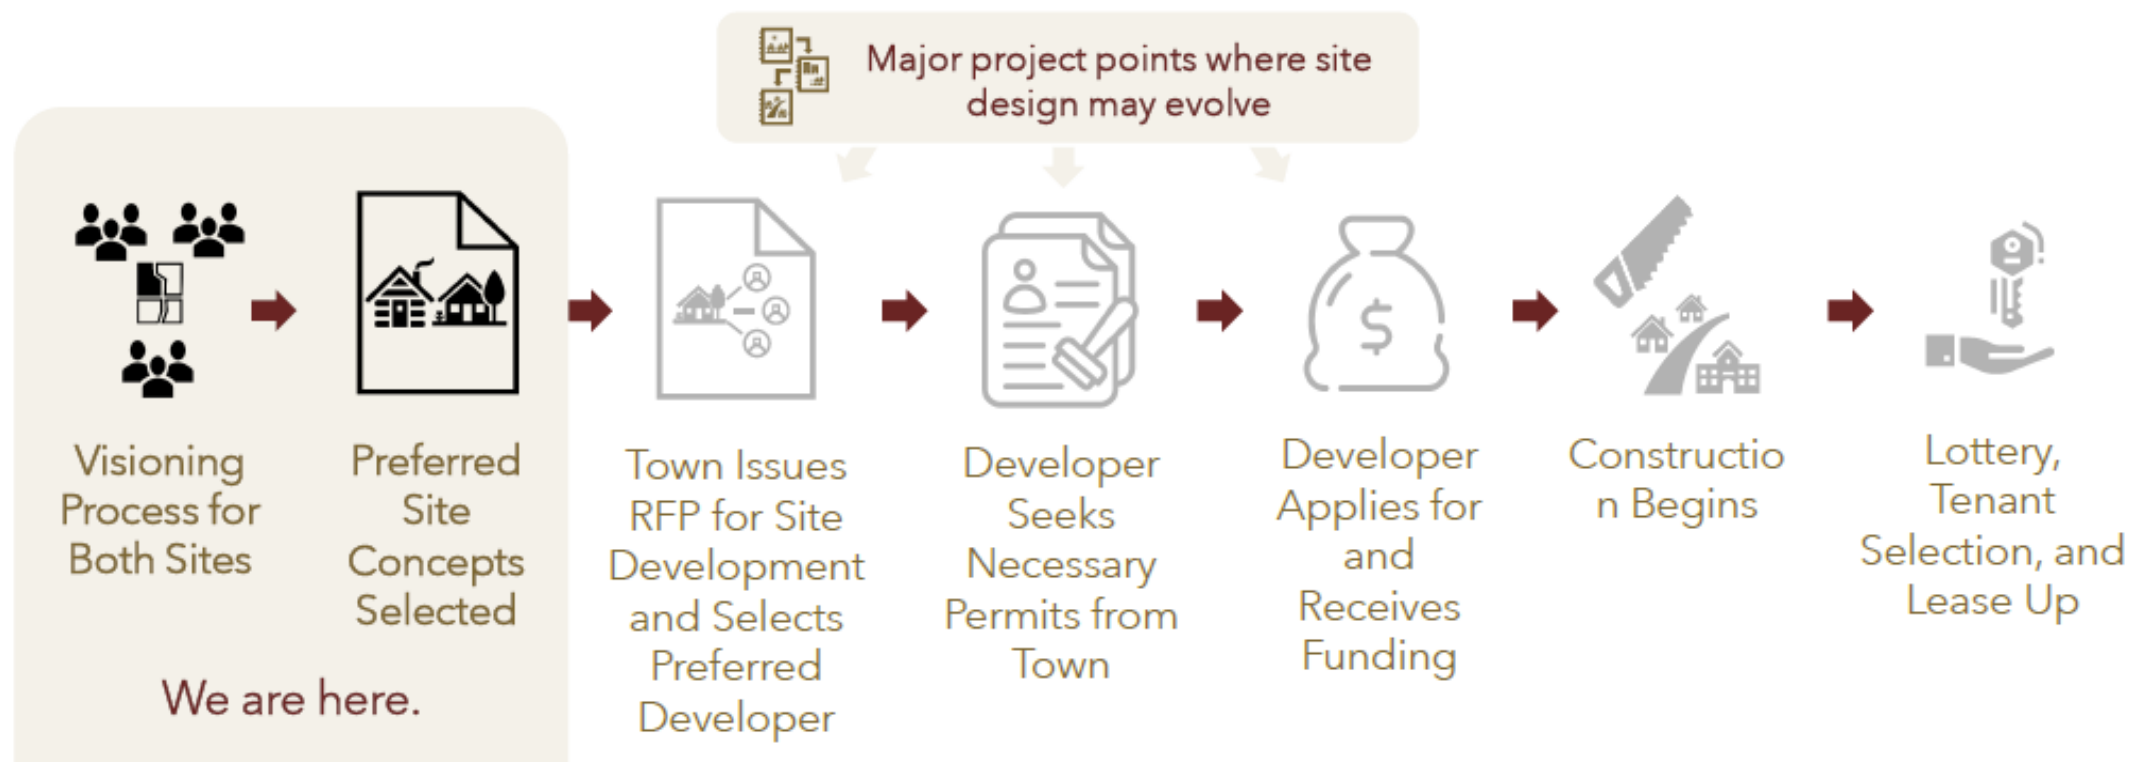 Major project points where site
design may evolve
Visioning
Process for
Both Sites
Preferred
Site
Concepts
Selected
We are here.
Town Issues
RFP for Site
Development
and Selects
Preferred
Developer
Developer
Seeks
Necessary
Permits from
Town
$
Developer
Applies for
and
Receives
Funding
Constructio
n Begins
Lottery,
Tenant
Selection, and
Lease Up